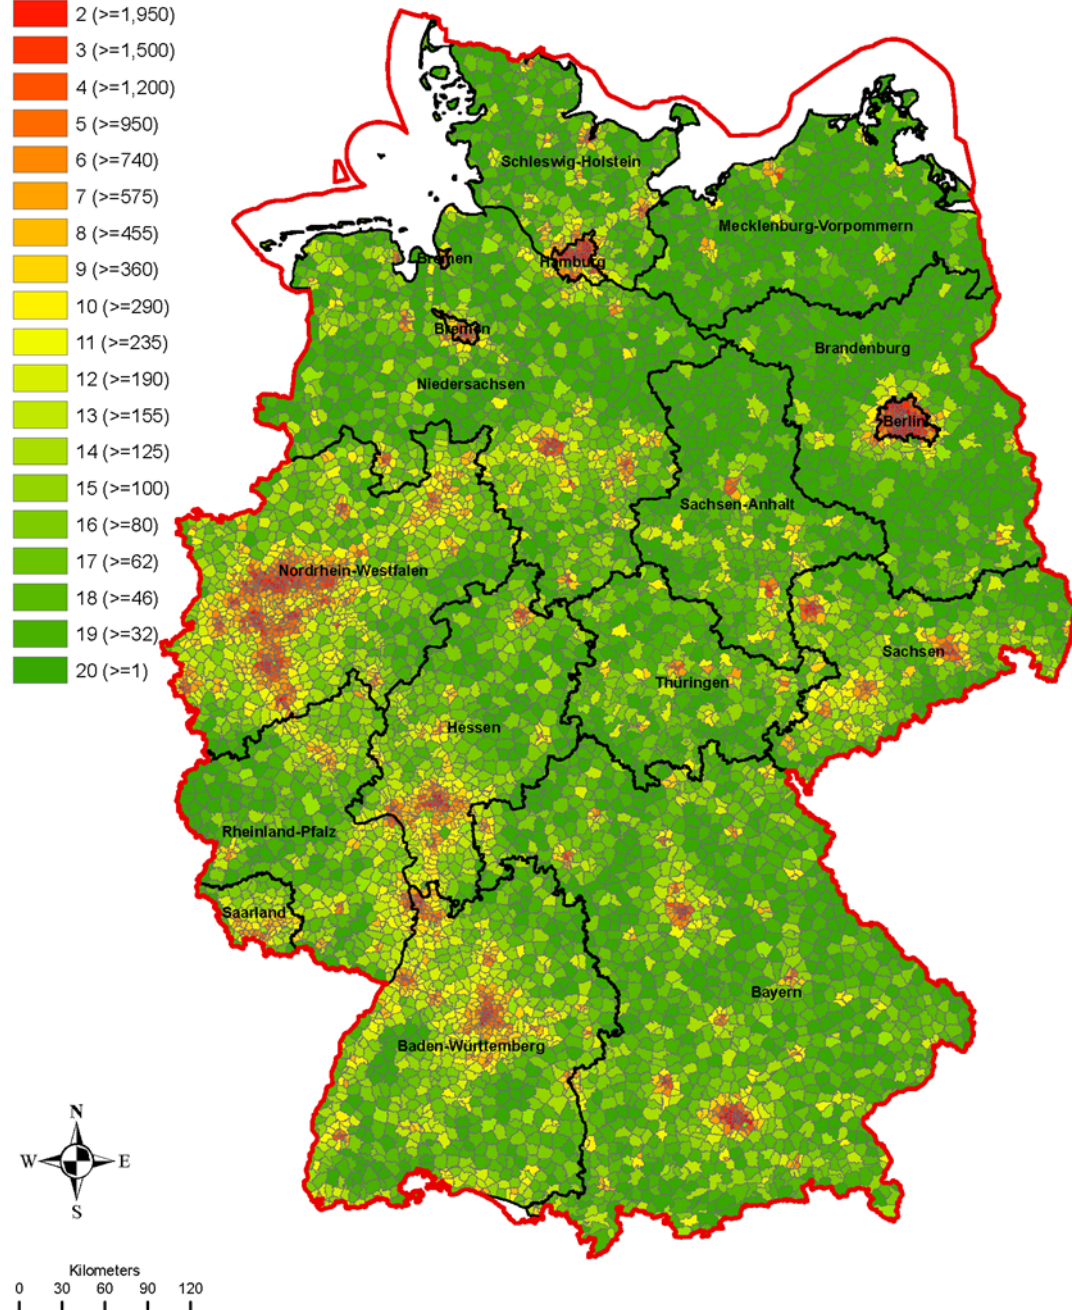 2 (>=1,950)
3 (>=1,500)
4 (>=1,200)
5 (>=950)
6 (>=740)
7 (>=575)
8 (>=455)
9 (>=360)
10 (>=290)
11 (>=235)
12 (>=190)
13 (>=155)
14 (>=125)
15 (>=100)
16 (>=80)
17 (>=62)
18 (>=46)
19 (>=32)
20 (>=1)
Schleswig-Holstein
Mecklenburg-Vorpommern
Bremen
Hamburg
Bremen
Brandenburg
Niedersachsen
Berlin
Sachsen-Anhalt
Nordrhein-Westfalen
Sachsen
Thüringen
Hessen
Rheinland-Pfalz
Saarland
Bayern
Baden-Württemberg
N
W E
S
Kilometers
0 30 60 90 120